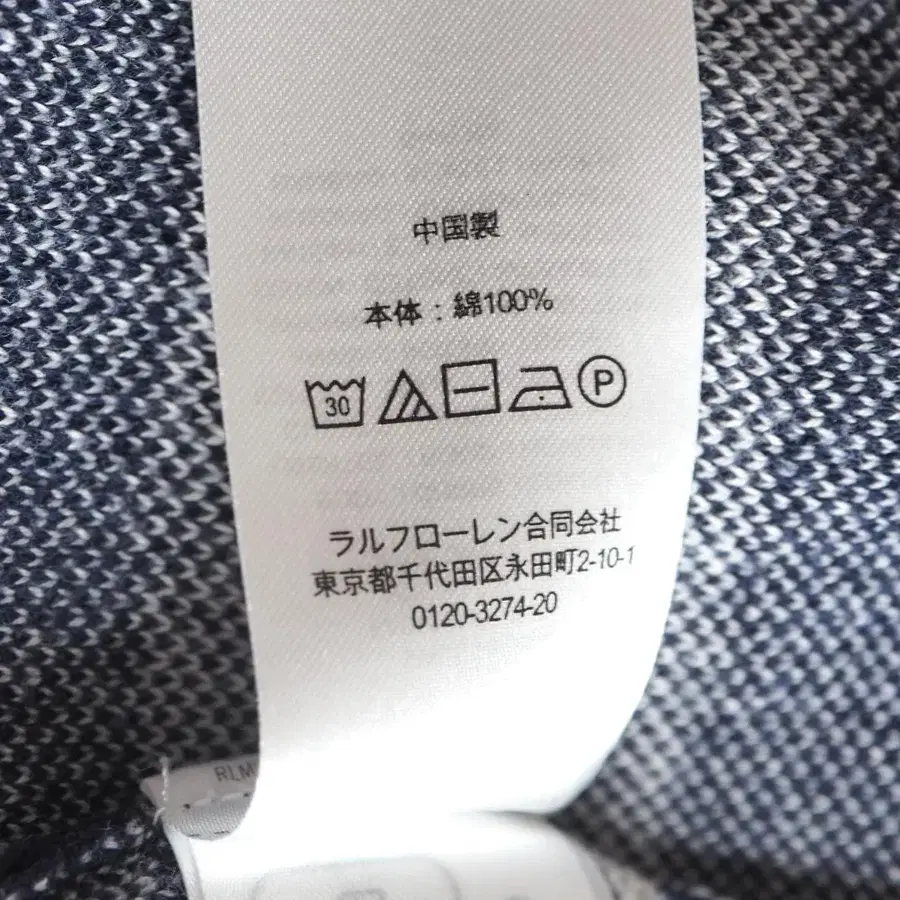 中国製
本体：綿100%
30 P
ラルフローレン合同会社
東京都千代田区永田町2-10-1
0120-3274-20
RLM